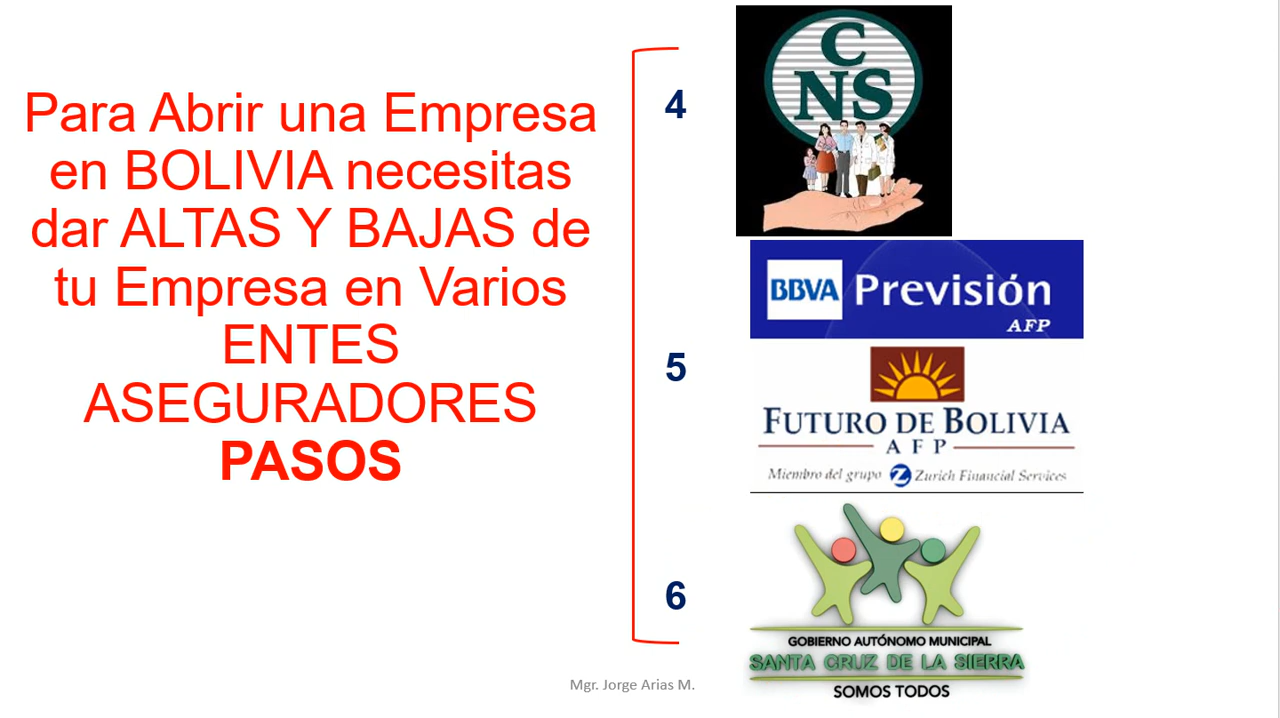 Para Abrir una Empresa
en BOLIVIA necesitas
dar ALTAS Y BAJAS de
tu Empresa en Varios
ENTES
ASEGURADORES
PASOS
4
C
NS
BBVA Previsión
AFP
5
FUTURO DE BOLIVIA
AFP
Miembro del grupo Z Zurich Financial Services
6
GOBIERNO AUTÓNOMO MUNICIPAL
SANTA CRUZ DE LA SIERRA
SOMOS TODOS
Mgr. Jorge Arias M.